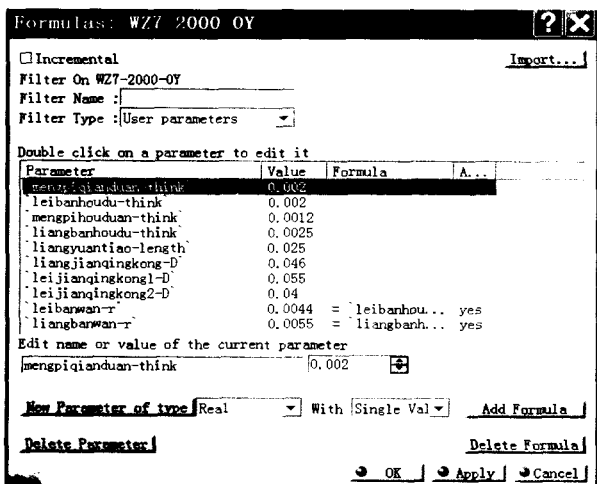 Formulas: WZ7 2000 OY
Incremental
Import...
Filter On WZ7-2000-OY
Filter Name :
Filter Type : User parameters
Double click on a parameter to edit it
Parameter Value Formula A...
`mengpiqianduan-think` 0.002
`leibanhoudu-think` 0.002
`mengpihouduan-think` 0.0012
`liangbanhoudu-think` 0.0025
`liangyuantiao-length` 0.025
`liangjianqingkong-D` 0.046
`leijianqingkong1-D` 0.055
`leijianqingkong2-D` 0.04
`leibanwan-r` 0.0044 = `leibanhou... yes
`liangbanwan-r` 0.0055 = `liangbanh... yes
Edit name or value of the current parameter
mengpiqianduan-think 0.002
New Parameter of type Real With Single Val Add Formula
Delete Parameter Delete Formula
OK Apply Cancel